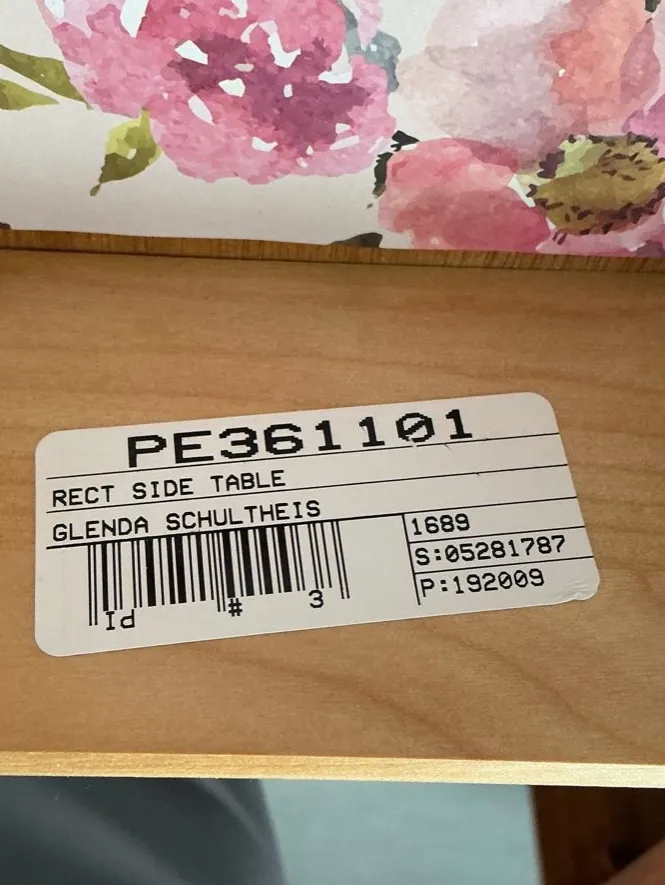 PE361101
RECT SIDE TABLE
GLENDA SCHULTHEIS
1689
S:05281787
P:192009
Id # 3